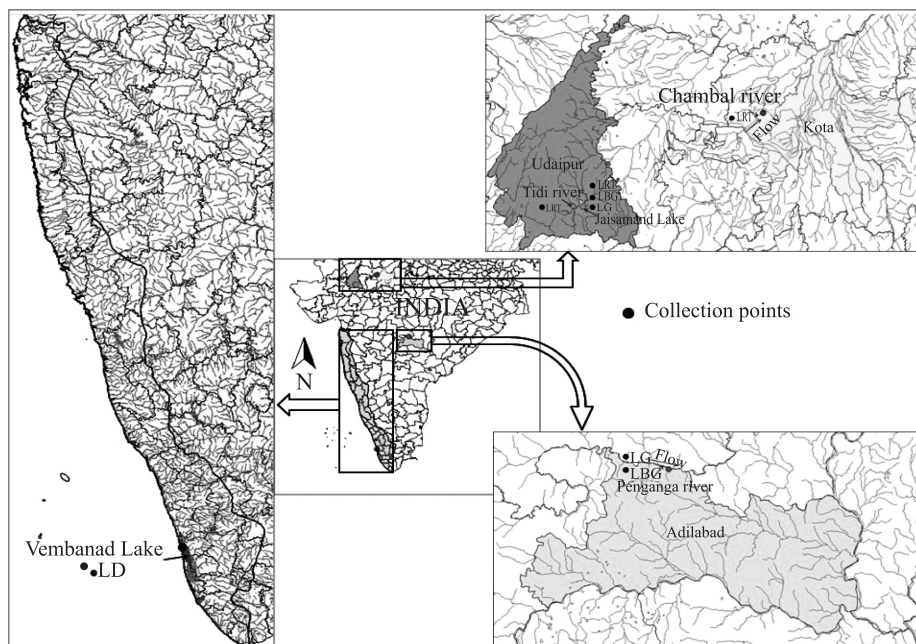 Vembanad Lake
LD
INDIA
N
Chambal river
LRT
Flow
Kota
Udaipur
LRT
Tidi river
LBG
LRT
LG
Jaisamand Lake
Collection points
LG
Flow
LBG
Penganga river
Adilabad